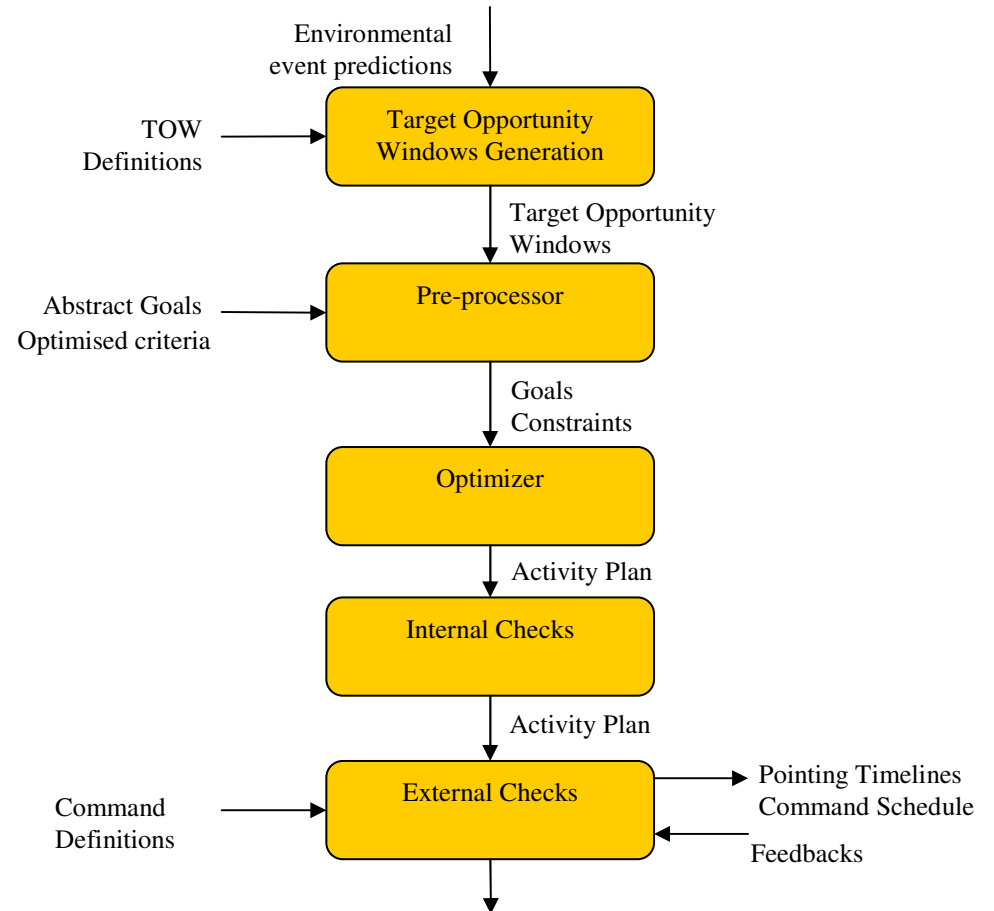 Environmental
event predictions
TOW
Definitions
Target Opportunity
Windows Generation
Target Opportunity
Windows
Abstract Goals
Optimised criteria
Pre-processor
Goals
Constraints
Optimizer
Activity Plan
Internal Checks
Activity Plan
Command
Definitions
External Checks
Pointing Timelines
Command Schedule
Feedbacks